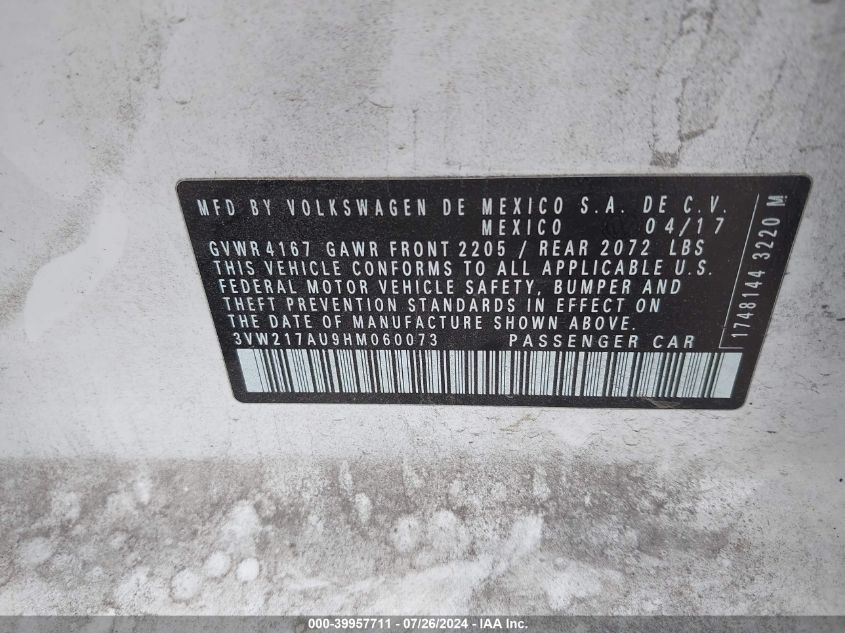 MFD BY VOLKSWAGEN DE MEXICO S.A. DE C.V.
MEXICO 04/17
GVWR 4167 GAWR FRONT 2205 / REAR 2072 LBS
THIS VEHICLE CONFORMS TO ALL APPLICABLE U.S.
FEDERAL MOTOR VEHICLE SAFETY, BUMPER AND
THEFT PREVENTION STANDARDS IN EFFECT ON
THE DATE OF MANUFACTURE SHOWN ABOVE.
3VW217AU9HM060073 PASSENGER CAR
1748144 3220 M
000-39957711 - 07/26/2024 - IAA Inc.